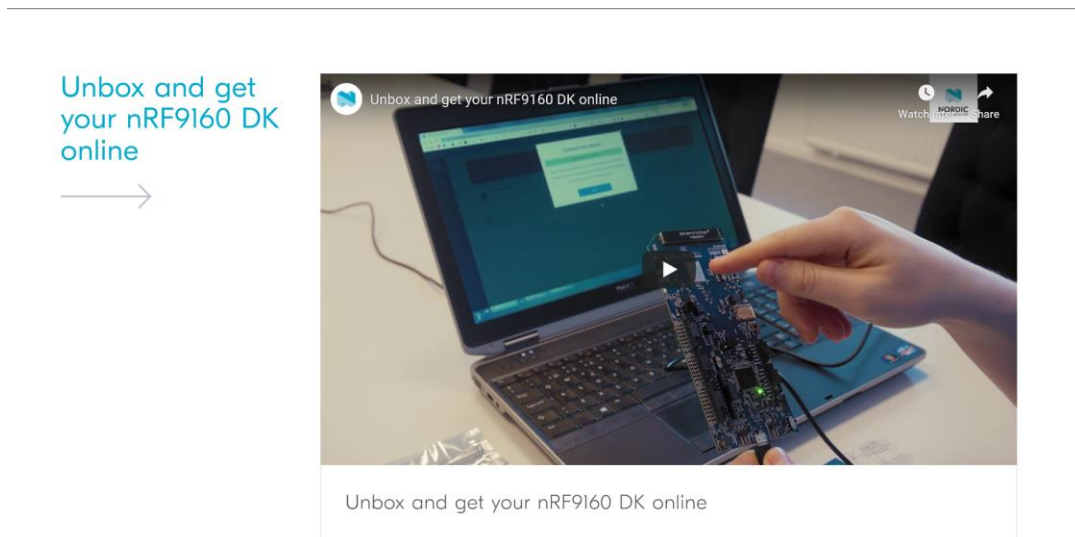 Unbox and get
your nRF9160 DK
online
Unbox and get your nRF9160 DK online
NORDIC
Watch later Share
Unbox and get your nRF9160 DK online